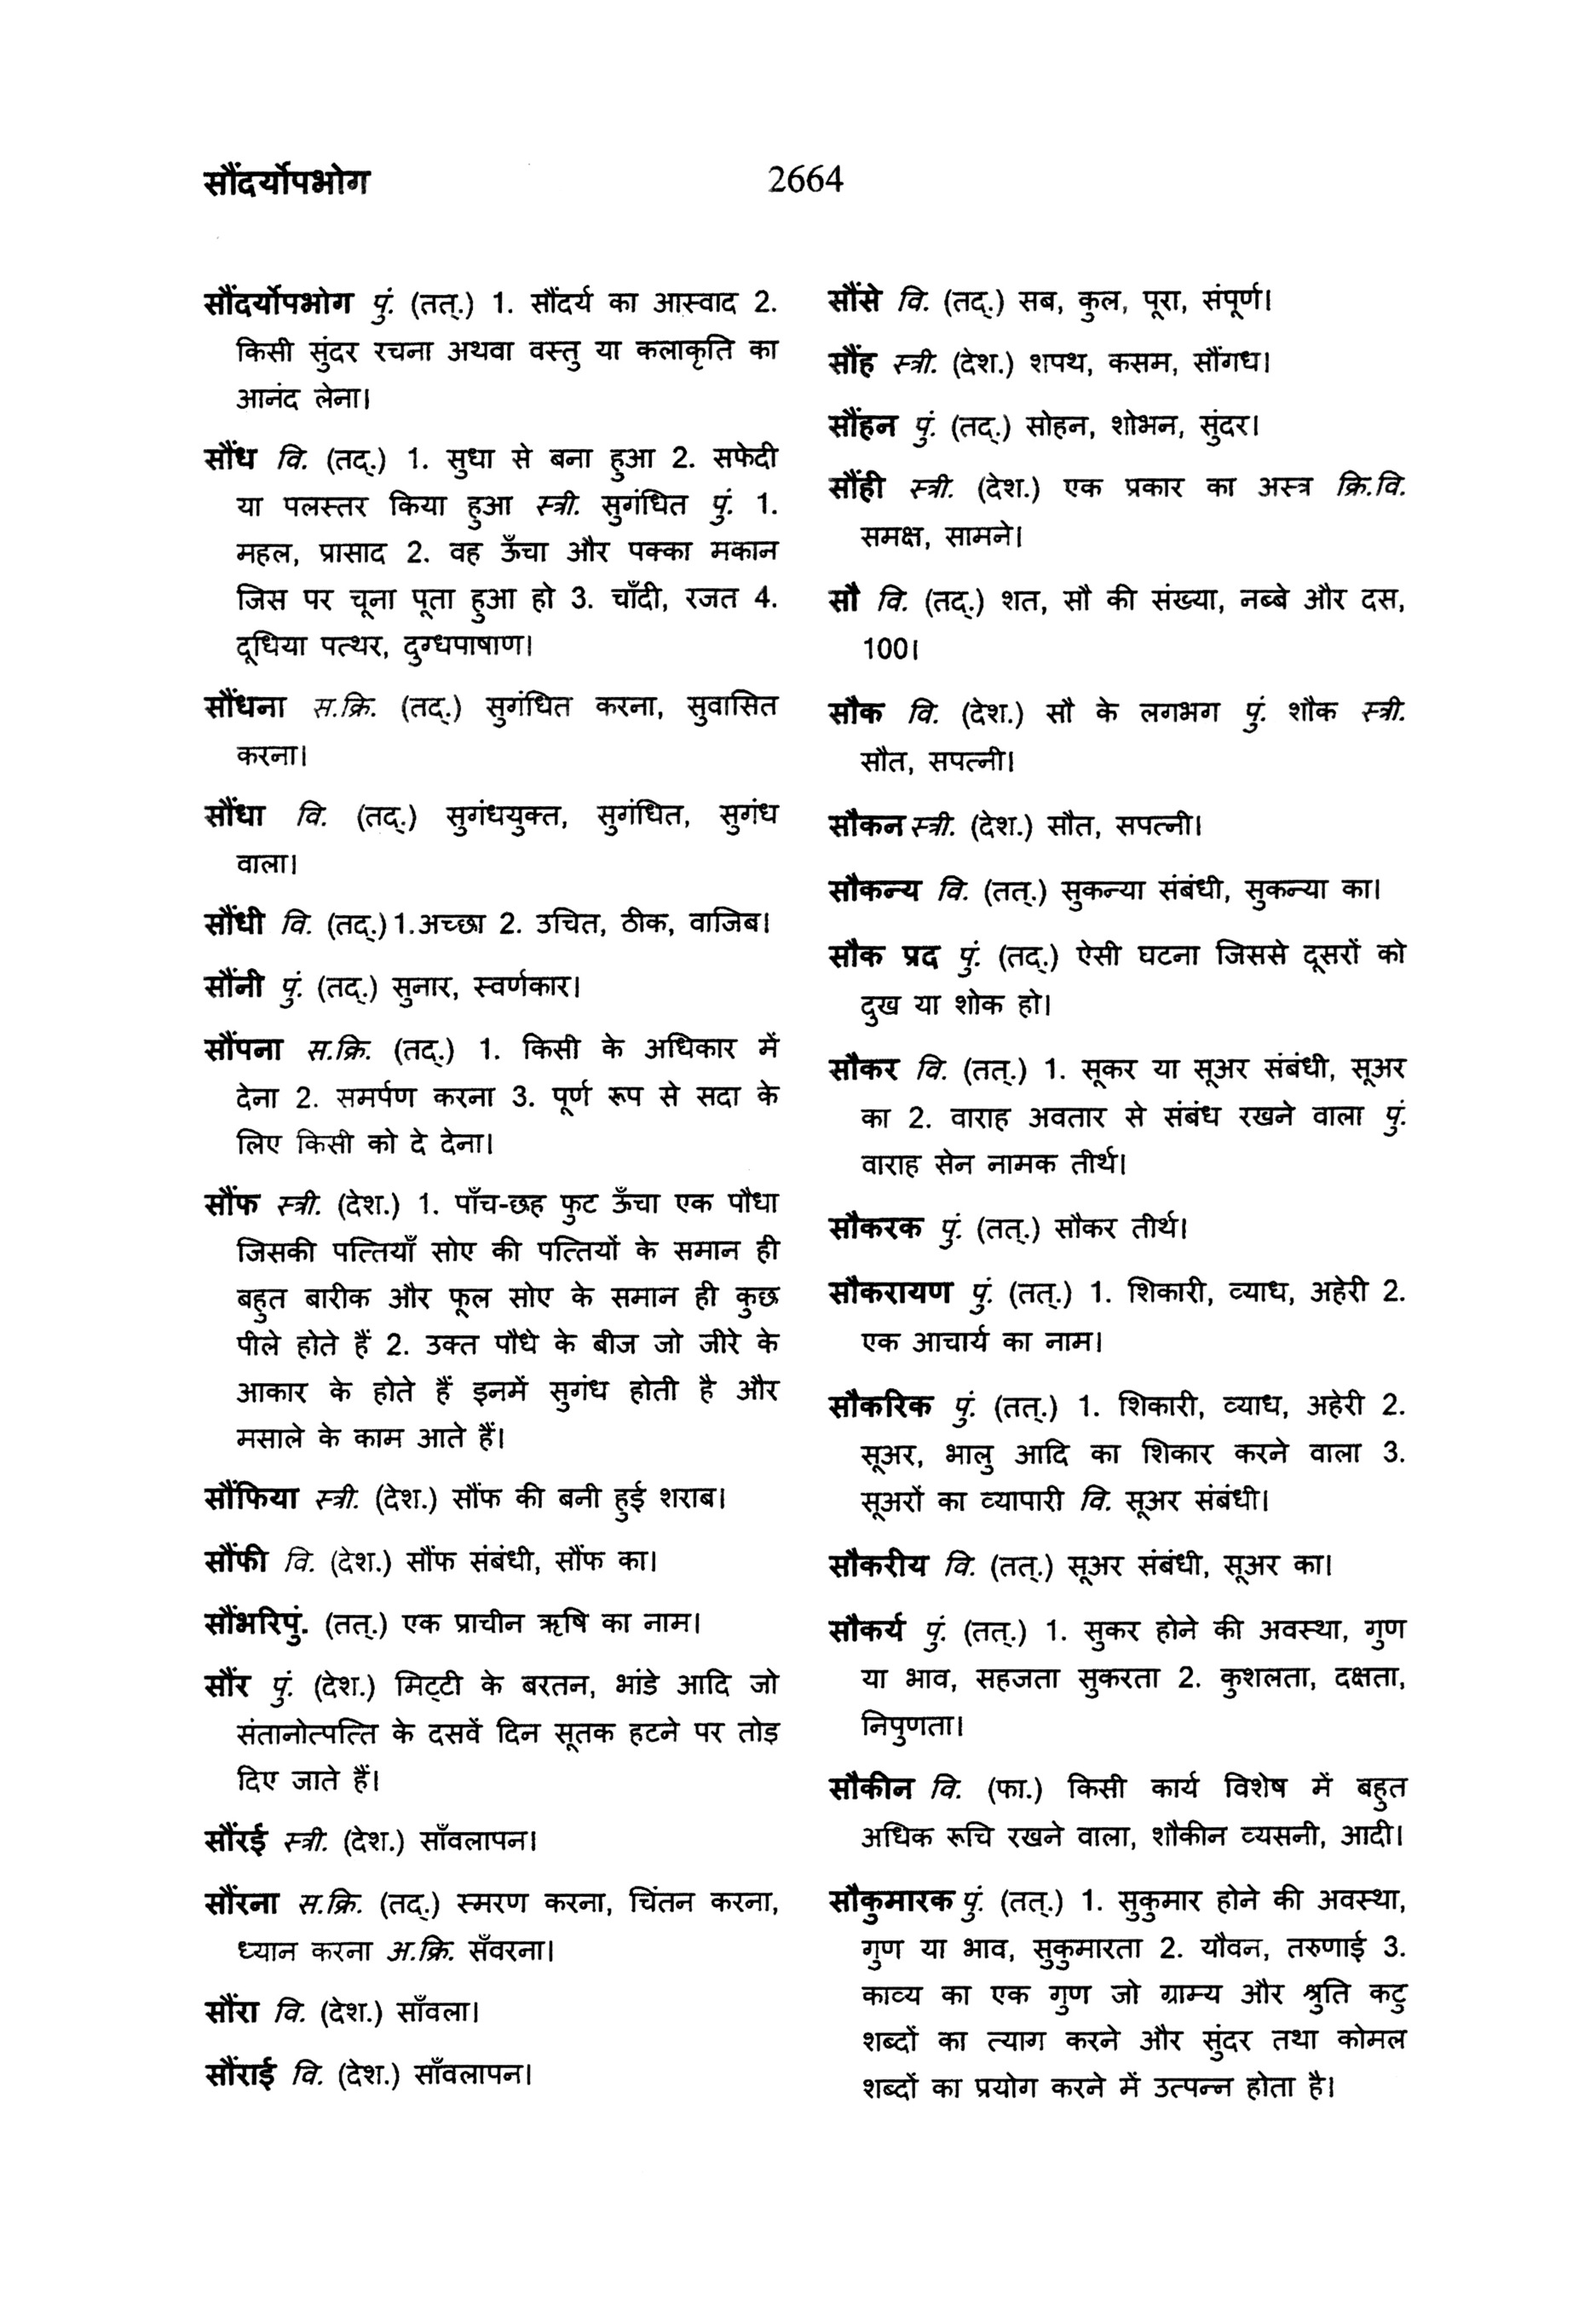 सौंदर्योपभोग
2664
सौंदर्योपभोग पुं. (तत्.) 1. सौंदर्य का आस्वाद 2.
किसी सुंदर रचना अथवा वस्तु या कलाकृति का
आनंद लेना।
सौंध वि. (तद्.) 1. सुधा से बना हुआ 2. सफेदी
या पलस्तर किया हुआ स्त्री. सुगंधित पुं. 1.
महल, प्रासाद 2. वह ऊँचा और पक्का मकान
जिस पर चूना पूता हुआ हो 3. चाँदी, रजत 4.
दूधिया पत्थर, दुग्धपाषाण।
सौंधना स.क्रि. (तद्.) सुगंधित करना, सुवासित
करना।
सौंधा वि. (तद्.) सुगंधयुक्त, सुगंधित, सुगंध
वाला।
सौंधी वि. (तद्.) 1.अच्छा 2. उचित, ठीक, वाजिब।
सौंनी पुं. (तद्.) सुनार, स्वर्णकार।
सौंपना स.क्रि. (तद्.) 1. किसी के अधिकार में
देना 2. समर्पण करना 3. पूर्ण रूप से सदा के
लिए किसी को दे देना।
सौंफ स्त्री. (देश.) 1. पाँच-छह फुट ऊँचा एक पौधा
जिसकी पत्तियाँ सोए की पत्तियों के समान ही
बहुत बारीक और फूल सोए के समान ही कुछ
पीले होते हैं 2. उक्त पौधे के बीज जो जीरे के
आकार के होते हैं इनमें सुगंध होती है और
मसाले के काम आते हैं।
सौंफिया स्त्री. (देश.) सौंफ की बनी हुई शराब।
सौंफी वि. (देश.) सौंफ संबंधी, सौंफ का।
सौंभरिपुं. (तत्.) एक प्राचीन ऋषि का नाम।
सौंर पुं. (देश.) मिट्टी के बरतन, भांडे आदि जो
संतानोत्पत्ति के दसवें दिन सूतक हटने पर तोड़
दिए जाते हैं।
सौंरई स्त्री. (देश.) साँवलापन।
सौंरना स.क्रि. (तद्.) स्मरण करना, चिंतन करना,
ध्यान करना अ.क्रि. सँवरना।
सौंरा वि. (देश.) साँवला।
सौंराई वि. (देश.) साँवलापन।
सौंसे वि. (तद्.) सब, कुल, पूरा, संपूर्ण।
सौंह स्त्री. (देश.) शपथ, कसम, सौंगध।
सौंहन पुं. (तद्.) सोहन, शोभन, सुंदर।
सौंही स्त्री. (देश.) एक प्रकार का अस्त्र क्रि.वि.
समक्ष, सामने।
सौ वि. (तद्.) शत, सौ की संख्या, नब्बे और दस,
100।
सौक वि. (देश.) सौ के लगभग पुं. शौक स्त्री.
सौत, सपत्नी।
सौकन स्त्री. (देश.) सौत, सपत्नी।
सौकन्य वि. (तत्.) सुकन्या संबंधी, सुकन्या का।
सौक प्रद पुं. (तद्.) ऐसी घटना जिससे दूसरों को
दुख या शोक हो।
सौकर वि. (तत्.) 1. सूकर या सूअर संबंधी, सूअर
का 2. वाराह अवतार से संबंध रखने वाला पुं.
वाराह सेन नामक तीर्थ।
सौकरक पुं. (तत्.) सौकर तीर्थ।
सौकरायण पुं. (तत्.) 1. शिकारी, व्याध, अहेरी 2.
एक आचार्य का नाम।
सौकरिक पुं. (तत्.) 1. शिकारी, व्याध, अहेरी 2.
सूअर, भालु आदि का शिकार करने वाला 3.
सूअरों का व्यापारी वि. सूअर संबंधी।
सौकरीय वि. (तत्.) सूअर संबंधी, सूअर का।
सौकर्य पुं. (तत्.) 1. सुकर होने की अवस्था, गुण
या भाव, सहजता सुकरता 2. कुशलता, दक्षता,
निपुणता।
सौकीन वि. (फा.) किसी कार्य विशेष में बहुत
अधिक रूचि रखने वाला, शौकीन व्यसनी, आदी।
सौकुमारक पुं. (तत्.) 1. सुकुमार होने की अवस्था,
गुण या भाव, सुकुमारता 2. यौवन, तरुणाई 3.
काव्य का एक गुण जो ग्राम्य और श्रुति कटु
शब्दों का त्याग करने और सुंदर तथा कोमल
शब्दों का प्रयोग करने में उत्पन्न होता है।